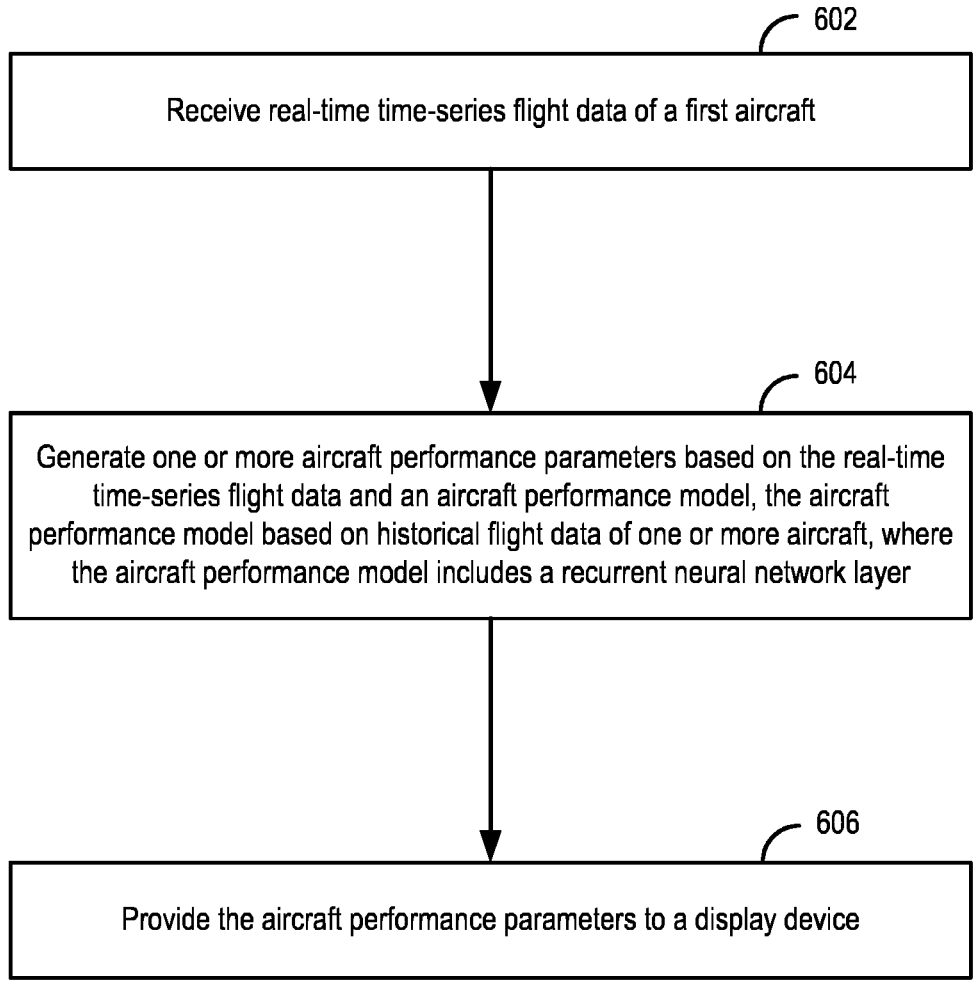 602
Receive real-time time-series flight data of a first aircraft
604
Generate one or more aircraft performance parameters based on the real-time
time-series flight data and an aircraft performance model, the aircraft
performance model based on historical flight data of one or more aircraft, where
the aircraft performance model includes a recurrent neural network layer
606
Provide the aircraft performance parameters to a display device